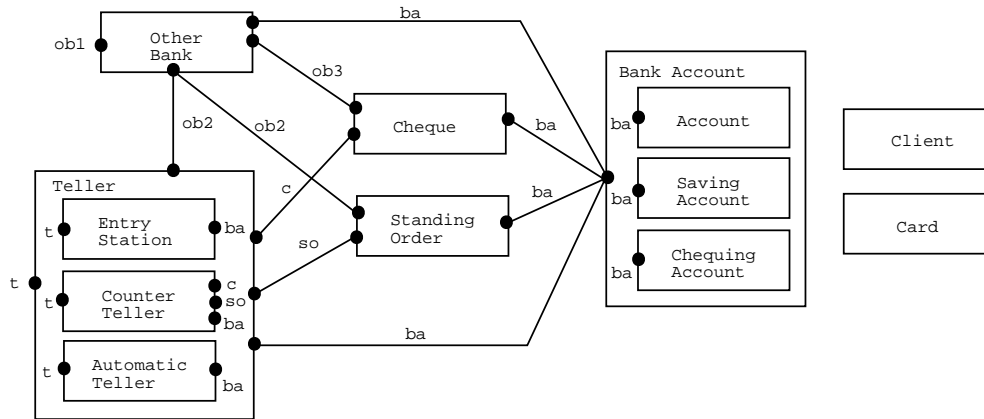 ba
Other
Bank
ob1
ob3
Bank Account
ob2
ob2
Cheque
ba
ba
Account
Client
c
ba
Teller
Entry
Station
t
ba
so
Standing
Order
ba
Saving
Account
Card
t
t
Counter
Teller
c
so
ba
ba
Chequing
Account
ba
t
Automatic
Teller
ba